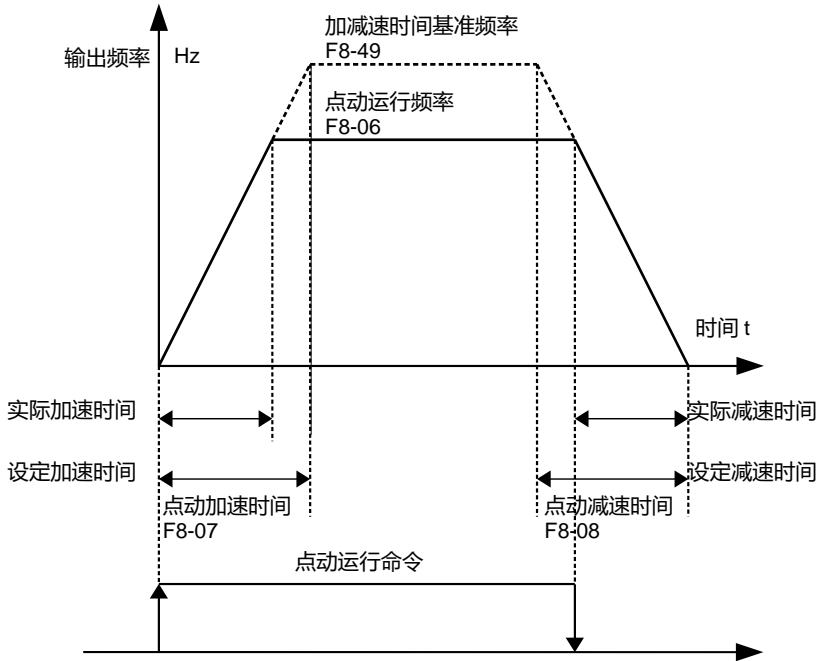 加减速时间基准频率
F8-49
输出频率 Hz
点动运行频率
F8-06
时间 t
实际加速时间
实际减速时间
设定加速时间
设定减速时间
点动加速时间
F8-07
点动减速时间
F8-08
点动运行命令